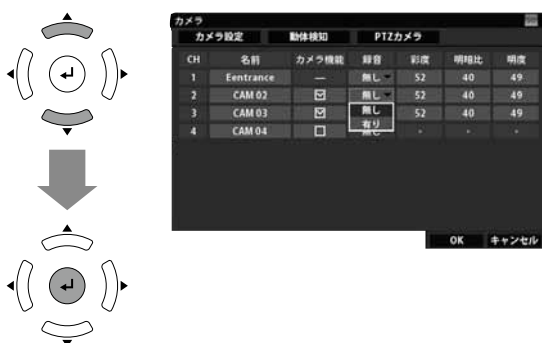 カメラ
カメラ設定 動体検知 PTZカメラ
CH 名前 カメラ機能 録音 彩度 明暗比 明度
1 Eentrance — 無し 52 40 49
2 CAM 02 無し 52 40 49
3 CAM 03 無し 52 40 49
有り
4 CAM 04 無し - - -
OK キャンセル